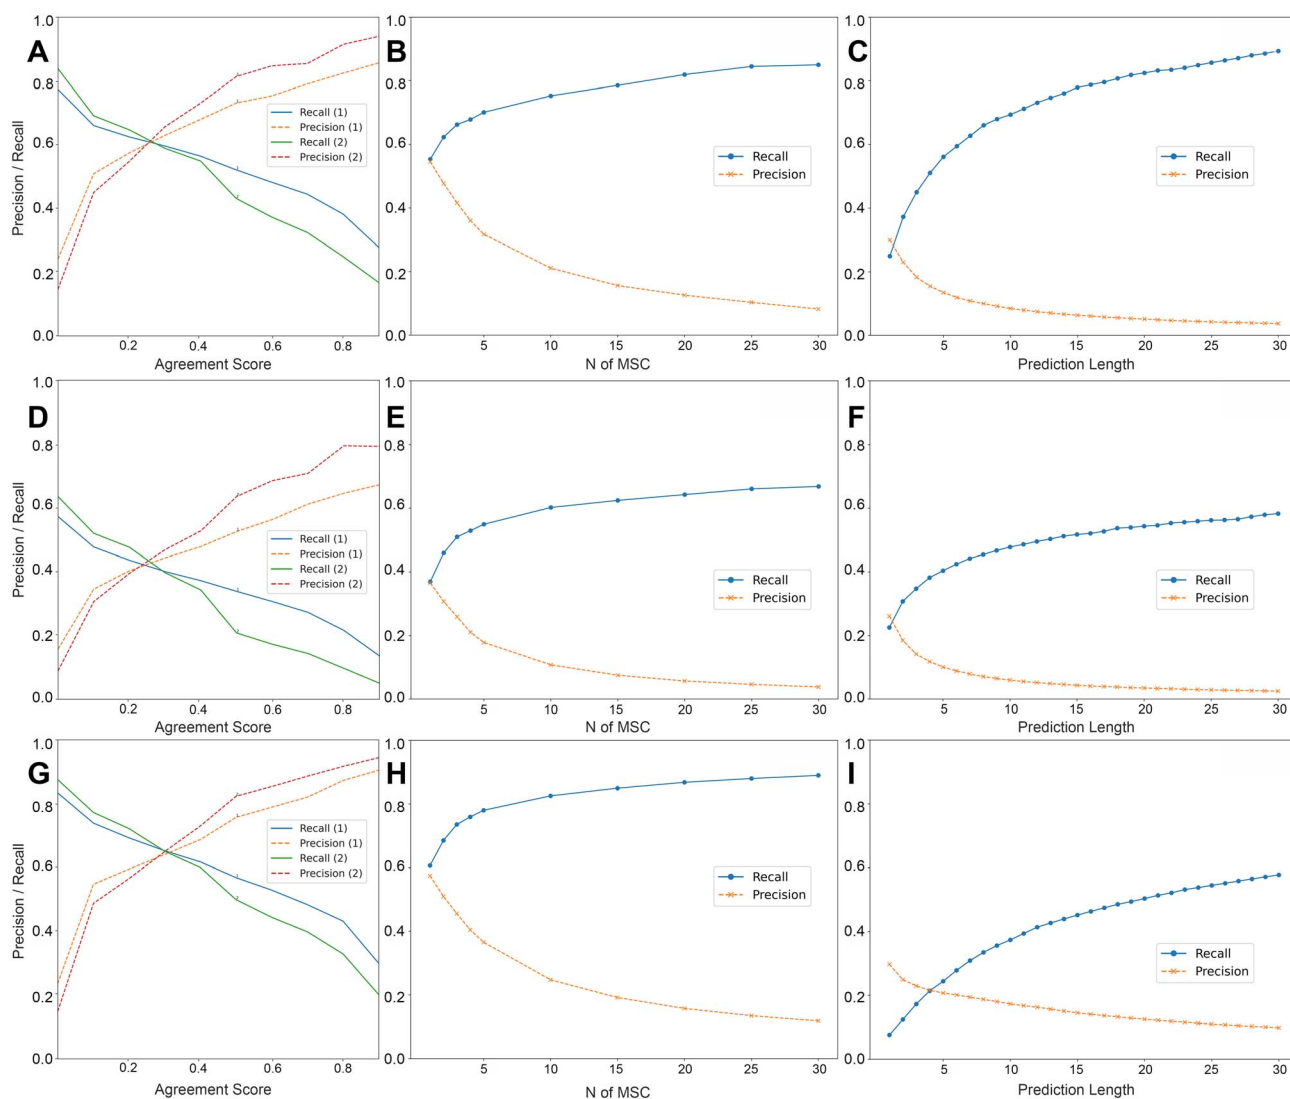 A
1.0
0.8
0.6
0.4
0.2
0.0
Precision / Recall
Recall (1)
Precision (1)
Recall (2)
Precision (2)
0.2 0.4 0.6 0.8
Agreement Score
B
1.0
0.8
0.6
0.4
0.2
0.0
Recall
Precision
5 10 15 20 25 30
N of MSC
C
1.0
0.8
0.6
0.4
0.2
0.0
Recall
Precision
5 10 15 20 25 30
Prediction Length
D
1.0
0.8
0.6
0.4
0.2
0.0
Precision / Recall
Recall (1)
Precision (1)
Recall (2)
Precision (2)
0.2 0.4 0.6 0.8
Agreement Score
E
1.0
0.8
0.6
0.4
0.2
0.0
Recall
Precision
5 10 15 20 25 30
N of MSC
F
1.0
0.8
0.6
0.4
0.2
0.0
Recall
Precision
5 10 15 20 25 30
Prediction Length
G
1.0
0.8
0.6
0.4
0.2
0.0
Precision / Recall
Recall (1)
Precision (1)
Recall (2)
Precision (2)
0.2 0.4 0.6 0.8
Agreement Score
H
1.0
0.8
0.6
0.4
0.2
0.0
Recall
Precision
5 10 15 20 25 30
N of MSC
I
1.0
0.8
0.6
0.4
0.2
0.0
Recall
Precision
5 10 15 20 25 30
Prediction Length